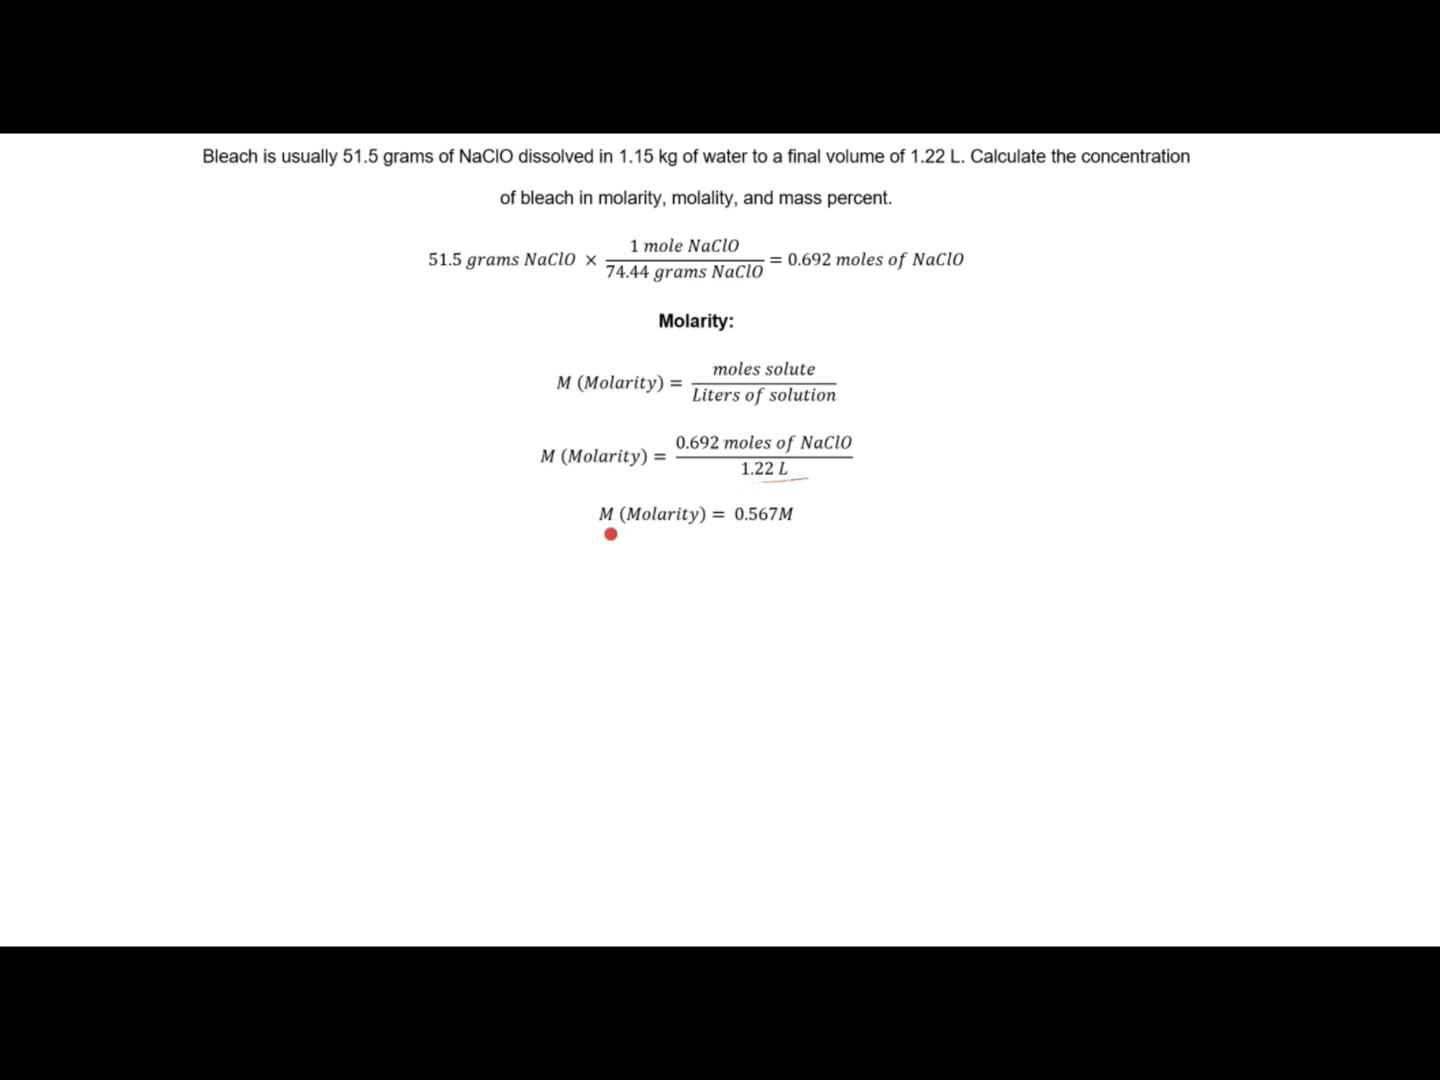 Bleach is usually 51.5 grams of NaClO dissolved in 1.15 kg of water to a final volume of 1.22 L. Calculate the concentration
of bleach in molarity, molality, and mass percent.
51.5 grams NaClO × 1 mole NaClO / 74.44 grams NaClO = 0.692 moles of NaClO
Molarity:
M (Molarity) = moles solute / Liters of solution
M (Molarity) = 0.692 moles of NaClO / 1.22 L
M (Molarity) = 0.567M